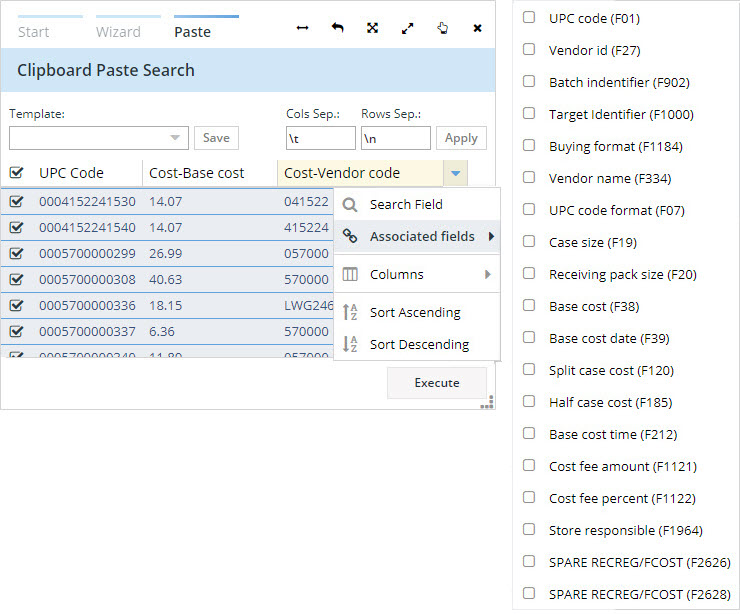 Start Wizard Paste
Clipboard Paste Search
Template: Cols Sep.: Rows Sep.:
Save \t \n Apply
UPC Code Cost-Base cost Cost-Vendor code
0004152241530 14.07 041522
0004152241540 14.07 415224
0005700000299 26.99 057000
0005700000308 40.63 570000
0005700000336 18.15 LWG246
0005700000337 6.36 570000
0005700000340 11.89 057000
Search Field
Associated fields
Columns
Sort Ascending
Sort Descending
Execute
UPC code (F01)
Vendor id (F27)
Batch indentifier (F902)
Target Identifier (F1000)
Buying format (F1184)
Vendor name (F334)
UPC code format (F07)
Case size (F19)
Receiving pack size (F20)
Base cost (F38)
Base cost date (F39)
Split case cost (F120)
Half case cost (F185)
Base cost time (F212)
Cost fee amount (F1121)
Cost fee percent (F1122)
Store responsible (F1964)
SPARE RECREG/FCOST (F2626)
SPARE RECREG/FCOST (F2628)